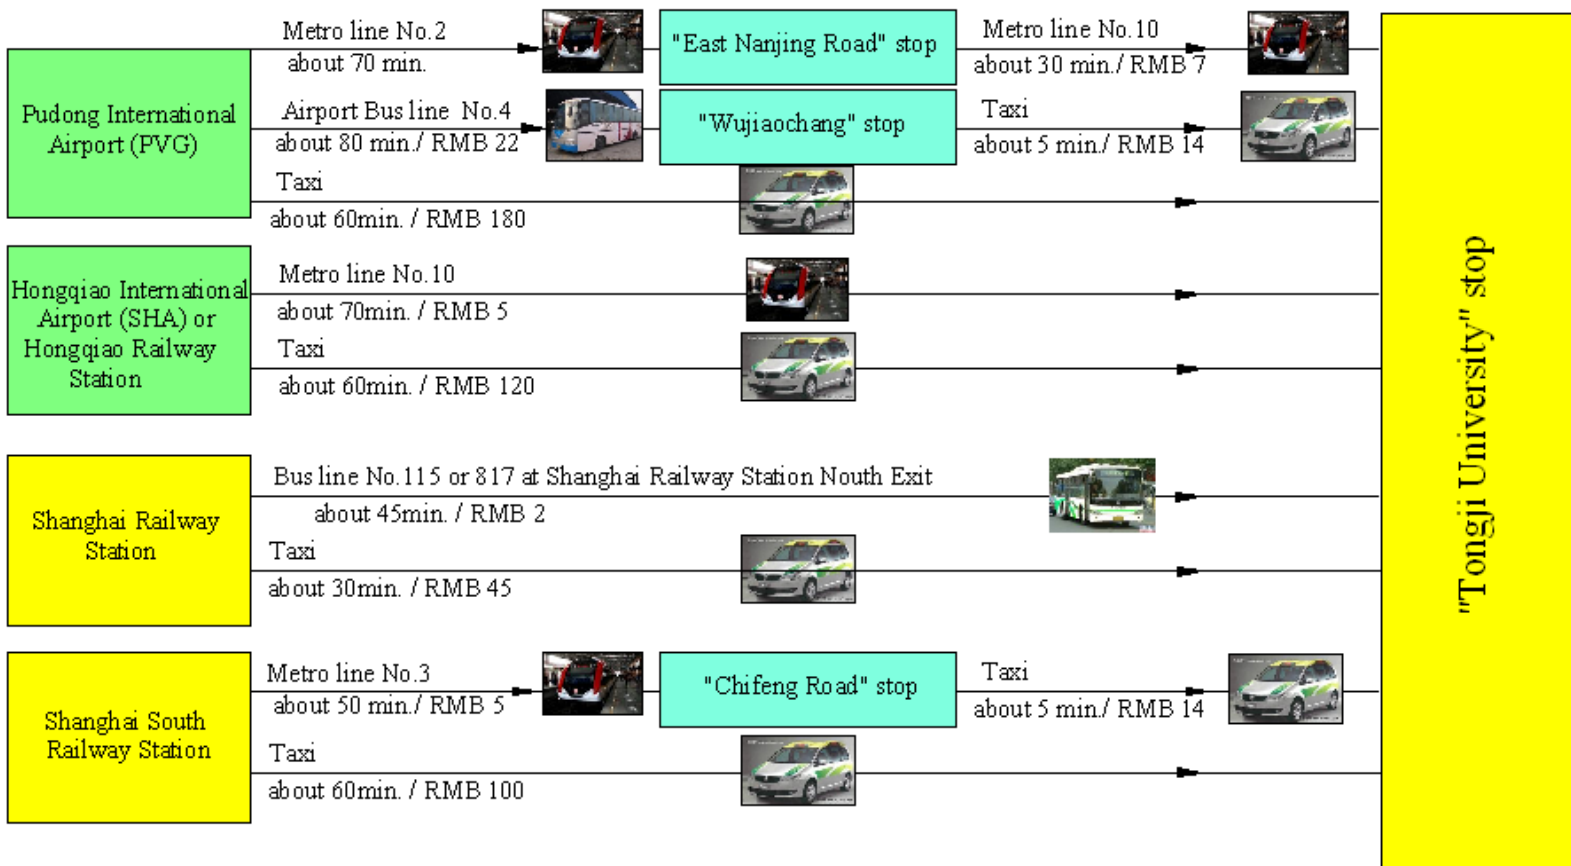 Pudong International
Airport (PVG)
Metro line No.2
about 70 min.
"East Nanjing Road" stop
Metro line No.10
about 30 min./ RMB 7
Airport Bus line No.4
about 80 min./ RMB 22
"Wujiaochang" stop
Taxi
about 5 min./ RMB 14
Taxi
about 60min. / RMB 180
Hongqiao International
Airport (SHA) or
Hongqiao Railway
Station
Metro line No.10
about 70min. / RMB 5
Taxi
about 60min. / RMB 120
Shanghai Railway
Station
Bus line No.115 or 817 at Shanghai Railway Station Nouth Exit
about 45min. / RMB 2
Taxi
about 30min. / RMB 45
Shanghai South
Railway Station
Metro line No.3
about 50 min./ RMB 5
"Chifeng Road" stop
Taxi
about 5 min./ RMB 14
Taxi
about 60min. / RMB 100
"Tongji University" stop